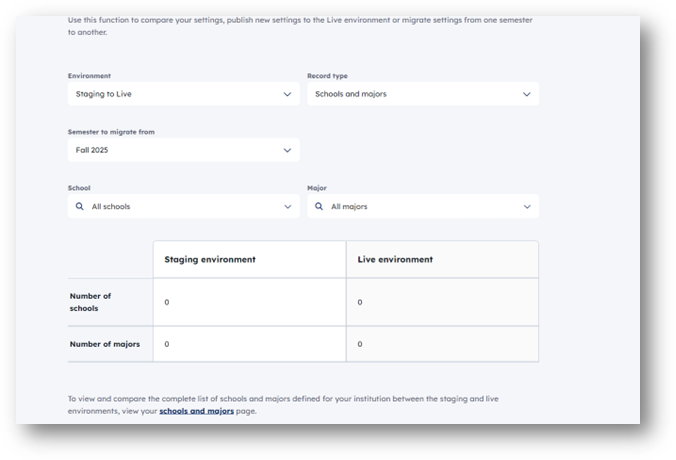 Use this function to compare your settings, publish new settings to the Live environment or migrate settings from one semester
to another.
Environment
Record type
Staging to Live
Schools and majors
Semester to migrate from
Fall 2025
School
Major
All schools
All majors
Staging environment
Live environment
Number of
schools
0
0
Number of majors
0
0
To view and compare the complete list of schools and majors defined for your institution between the staging and live
environments, view your schools and majors page.